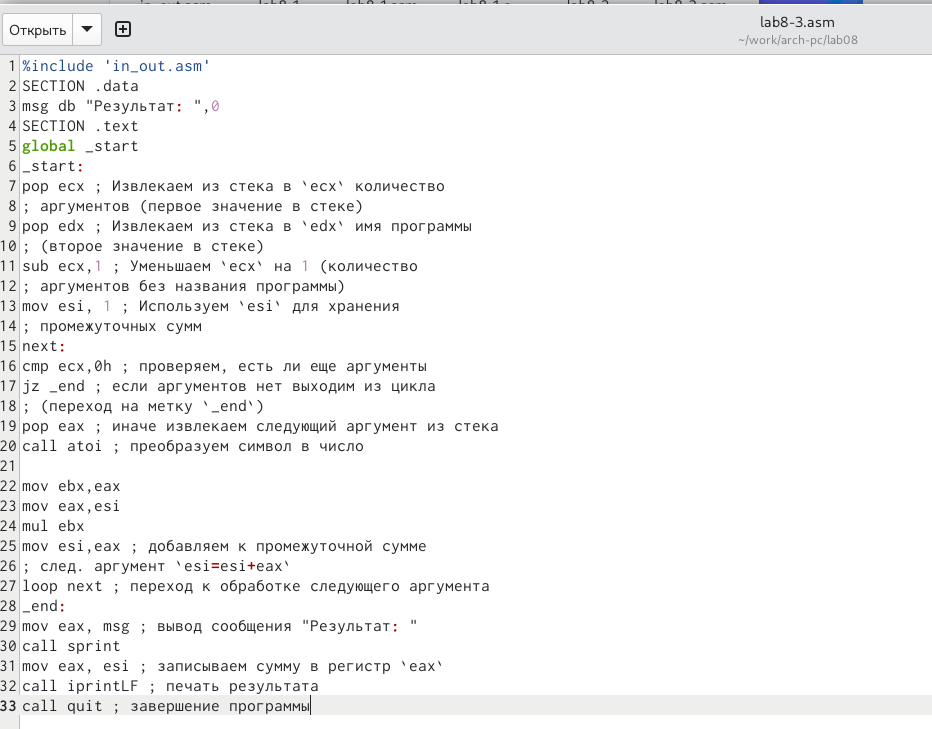 Открыть
lab8-3.asm
~/work/arch-pc/lab08
1 %include 'in_out.asm'
2 SECTION .data
3 msg db "Результат: ",0
4 SECTION .text
5 global _start
6 _start:
7 pop ecx ; Извлекаем из стека в `ecx` количество
8 ; аргументов (первое значение в стеке)
9 pop edx ; Извлекаем из стека в `edx` имя программы
10 ; (второе значение в стеке)
11 sub ecx,1 ; Уменьшаем `ecx` на 1 (количество
12 ; аргументов без названия программы)
13 mov esi, 1 ; Используем `esi` для хранения
14 ; промежуточных сумм
15 next:
16 cmp ecx,0h ; проверяем, есть ли еще аргументы
17 jz _end ; если аргументов нет выходим из цикла
18 ; (переход на метку `_end`)
19 pop eax ; иначе извлекаем следующий аргумент из стека
20 call atoi ; преобразуем символ в число
21
22 mov ebx,eax
23 mov eax,esi
24 mul ebx
25 mov esi,eax ; добавляем к промежуточной сумме
26 ; след. аргумент `esi=esi+eax`
27 loop next ; переход к обработке следующего аргумента
28 _end:
29 mov eax, msg ; вывод сообщения "Результат: "
30 call sprint
31 mov eax, esi ; записываем сумму в регистр `eax`
32 call iprintLF ; печать результата
33 call quit ; завершение программы